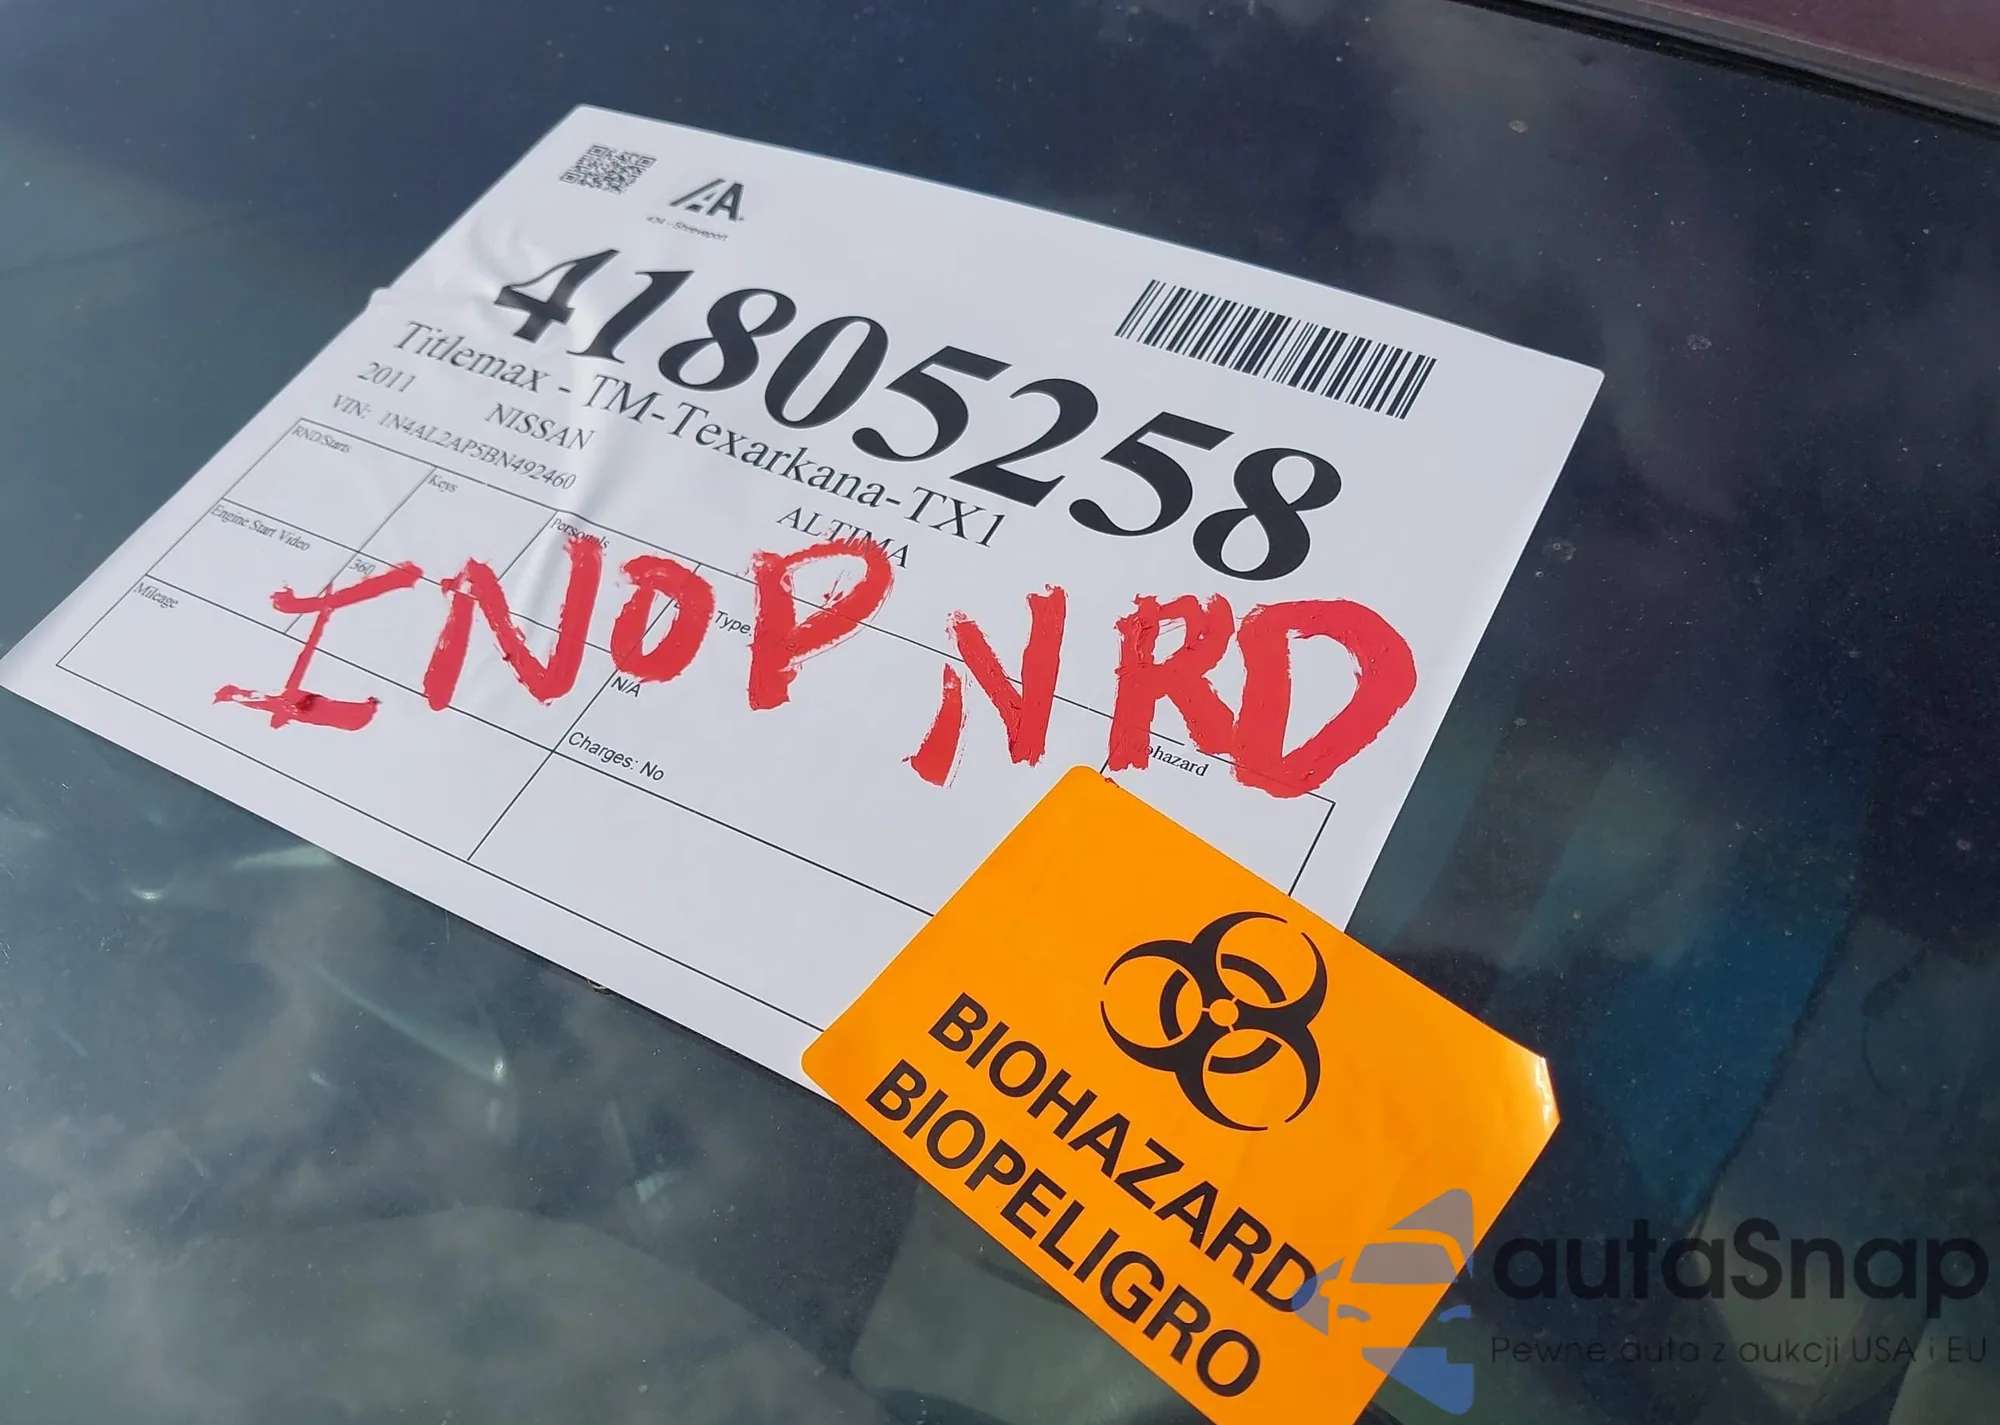 IAA
424 - Shreveport
41805258
Titlemax - TM-Texarkana-TX1
2011 NISSAN ALTIMA
VIN: 1N4AL2AP5BN492460
RND/Starts
Keys
Personals
Engine Start Video
360
Type:
Mileage
N/A
Charges: No
INOP NRD
BIOHAZARD
BIOPELIGRO
autaSnap
Pewne auta z aukcji USA i EU